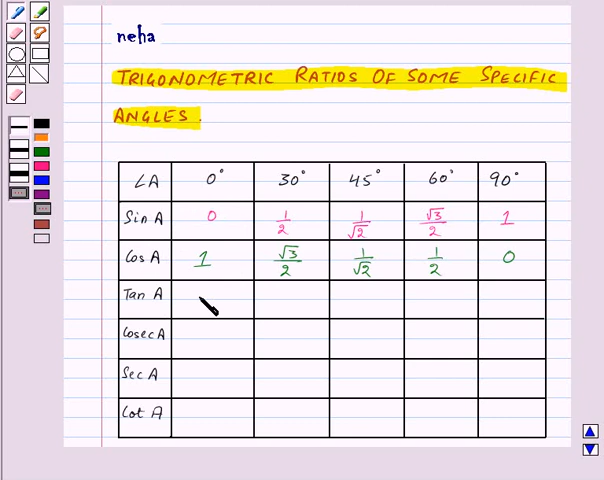 neha
TRIGONOMETRIC RATIOS OF SOME SPECIFIC
ANGLES.
∠A 0° 30° 45° 60° 90°
Sin A 0 1/2 1/√2 √3/2 1
Cos A 1 √3/2 1/√2 1/2 0
Tan A
Cosec A
Sec A
Cot A